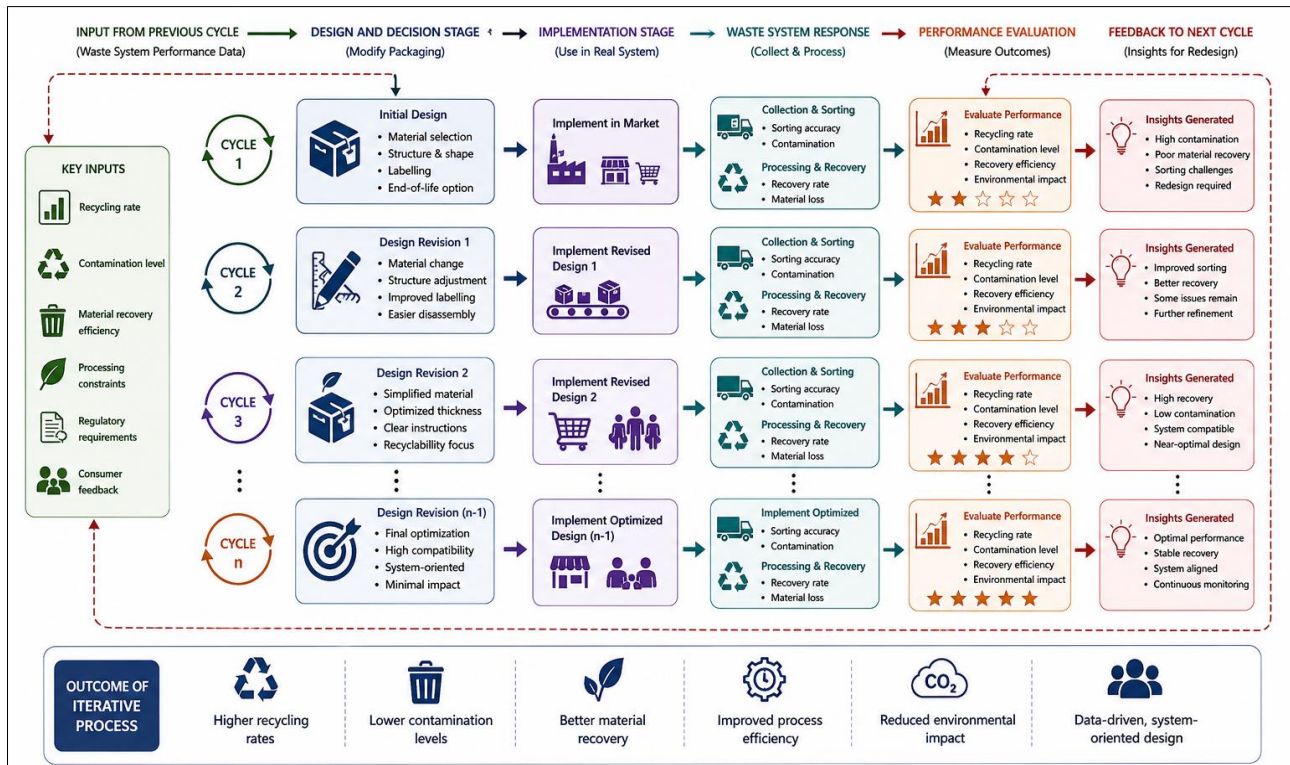 INPUT FROM PREVIOUS CYCLE
(Waste System Performance Data)
DESIGN AND DECISION STAGE
(Modify Packaging)
IMPLEMENTATION STAGE
(Use in Real System)
WASTE SYSTEM RESPONSE
(Collect & Process)
PERFORMANCE EVALUATION
(Measure Outcomes)
FEEDBACK TO NEXT CYCLE
(Insights for Redesign)
KEY INPUTS
Recycling rate
Contamination level
Material recovery
efficiency
Processing
constraints
Regulatory
requirements
Consumer
feedback
CYCLE
1
Initial Design
• Material selection
• Structure & shape
• Labelling
• End-of-life option
Implement in Market
Collection & Sorting
• Sorting accuracy
• Contamination
Processing & Recovery
• Recovery rate
• Material loss
Evaluate Performance
• Recycling rate
• Contamination level
• Recovery efficiency
• Environmental impact
Insights Generated
• High contamination
• Poor material recovery
• Sorting challenges
• Redesign required
CYCLE
2
Design Revision 1
• Material change
• Structure adjustment
• Improved labelling
• Easier disassembly
Implement Revised
Design 1
Collection & Sorting
• Sorting accuracy
• Contamination
Processing & Recovery
• Recovery rate
• Material loss
Evaluate Performance
• Recycling rate
• Contamination level
• Recovery efficiency
• Environmental impact
Insights Generated
• Improved sorting
• Better recovery
• Some issues remain
• Further refinement
CYCLE
3
Design Revision 2
• Simplified material
• Optimized thickness
• Clear instructions
• Recyclability focus
Implement Revised
Design 2
Collection & Sorting
• Sorting accuracy
• Contamination
Processing & Recovery
• Recovery rate
• Material loss
Evaluate Performance
• Recycling rate
• Contamination level
• Recovery efficiency
• Environmental impact
Insights Generated
• High recovery
• Low contamination
• System compatible
• Near-optimal design
CYCLE
n
Design Revision (n-1)
• Final optimization
• High compatibility
• System-oriented
• Minimal impact
Implement Optimized
Design (n-1)
Implement Optimized
• Sorting accuracy
• Contamination
Processing & Recovery
• Recovery rate
• Material loss
Evaluate Performance
• Recycling rate
• Contamination level
• Recovery efficiency
• Environmental impact
Insights Generated
• Optimal performance
• Stable recovery
• System aligned
• Continuous monitoring
OUTCOME OF
ITERATIVE
PROCESS
Higher recycling
rates
Lower contamination
levels
Better material
recovery
Improved process
efficiency
CO₂
Reduced environmental
impact
Data-driven, system-
oriented design